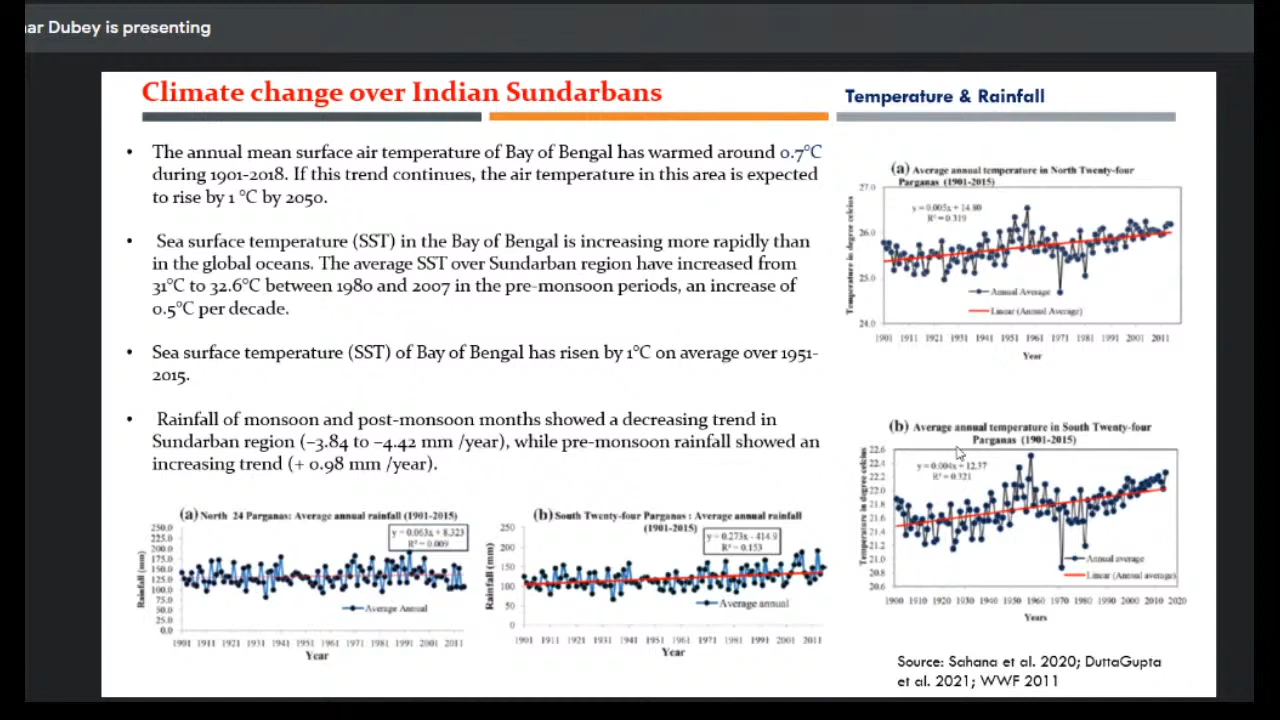 ar Dubey is presenting
Climate change over Indian Sundarbans
Temperature & Rainfall
• The annual mean surface air temperature of Bay of Bengal has warmed around 0.7°C
during 1901-2018. If this trend continues, the air temperature in this area is expected
to rise by 1 °C by 2050.
• Sea surface temperature (SST) in the Bay of Bengal is increasing more rapidly than
in the global oceans. The average SST over Sundarban region have increased from
31°C to 32.6°C between 1980 and 2007 in the pre-monsoon periods, an increase of
0.5°C per decade.
• Sea surface temperature (SST) of Bay of Bengal has risen by 1°C on average over 1951-
2015.
• Rainfall of monsoon and post-monsoon months showed a decreasing trend in
Sundarban region (–3.84 to –4.42 mm /year), while pre-monsoon rainfall showed an
increasing trend (+ 0.98 mm /year).
(a) North 24 Parganas: Average annual rainfall (1901-2015)
250.0
225.0
200.0
175.0
150.0
125.0
100.0
75.0
50.0
25.0
0.0
Rainfall (mm)
y = 0.063x + 8.323
R² = 0.009
Average Annual
1901 1911 1921 1931 1941 1951 1961 1971 1981 1991 2001 2011
Year
(b) South Twenty-four Parganas : Average annual rainfall
(1901-2015)
250
200
150
100
50
0
Rainfall (mm)
y = 0.273x - 414.9
R² = 0.153
Average annual
1901 1911 1921 1931 1941 1951 1961 1971 1981 1991 2001 2011
Year
(a) Average annual temperature in North Twenty-four
Parganas (1901-2015)
27.0
26.0
25.0
24.0
Temperature in degree celcius
y = 0.005x + 14.80
R² = 0.319
Annual Average
Linear (Annual Average)
1901 1911 1921 1931 1941 1951 1961 1971 1981 1991 2001 2011
Year
(b) Average annual temperature in South Twenty-four
Parganas (1901-2015)
22.6
22.4
22.2
22.0
21.8
21.6
21.4
21.2
21.0
20.8
20.6
Temperature in degree celcius
y = 0.004x + 12.37
R² = 0.321
Annual average
Linear (Annual average)
1900 1910 1920 1930 1940 1950 1960 1970 1980 1990 2000 2010 2020
Years
Source: Sahana et al. 2020; DuttaGupta
et al. 2021; WWF 2011